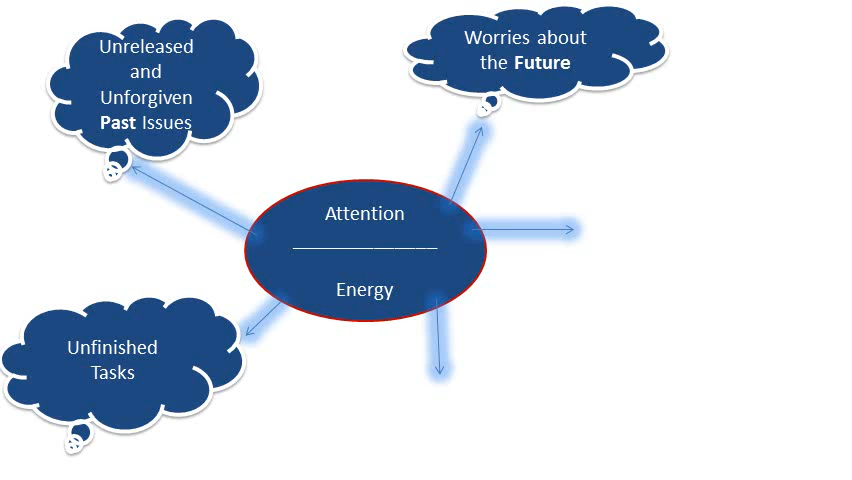 Unreleased
and
Unforgiven
Past Issues
Worries about
the Future
Attention
Energy
Unfinished
Tasks